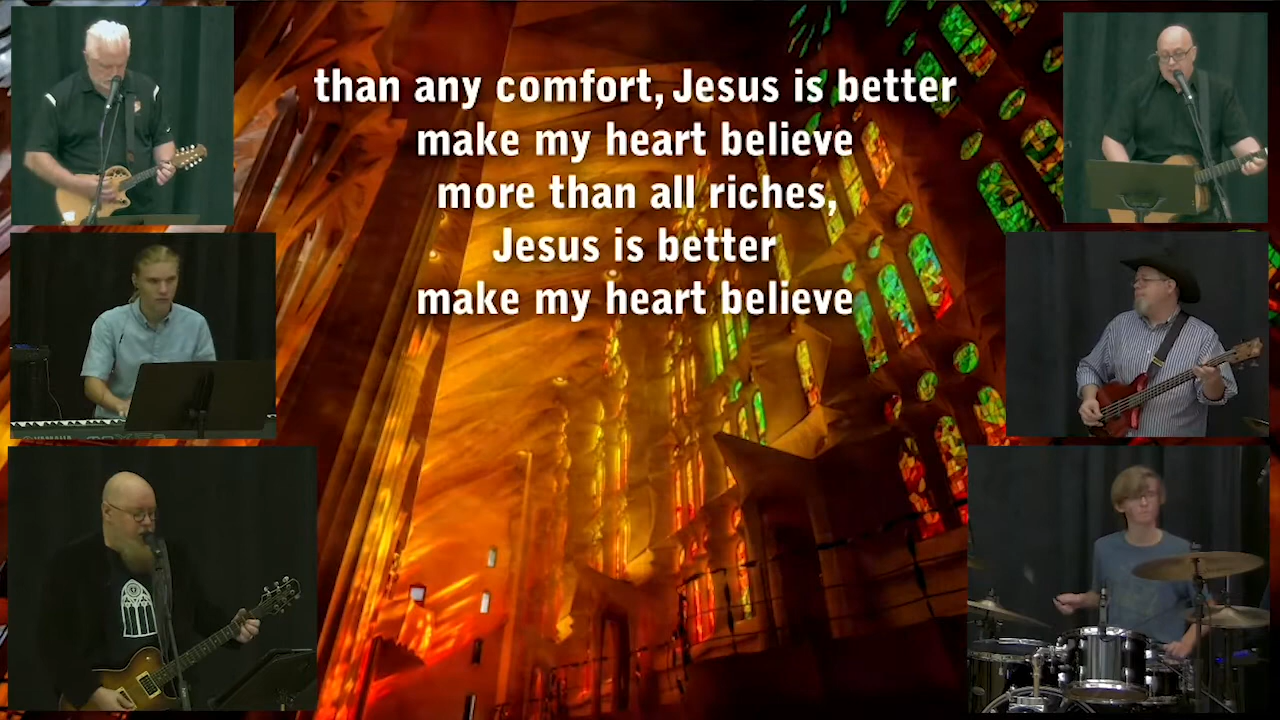 than any comfort, Jesus is better
make my heart believe
more than all riches,
Jesus is better
make my heart believe
YAMAHA